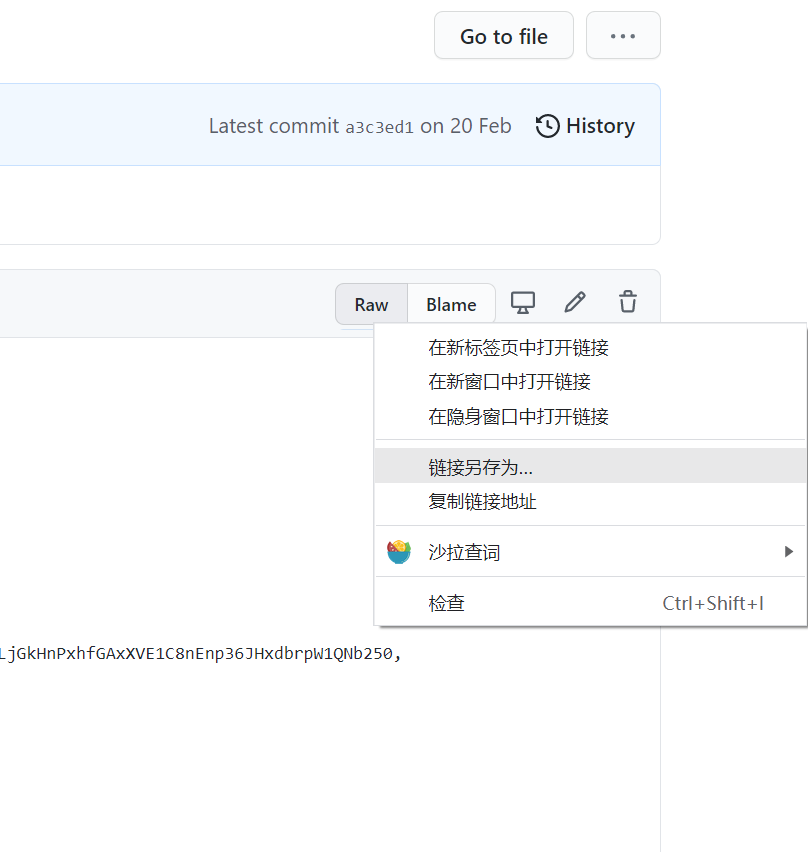 Go to file
Latest commit a3c3ed1 on 20 Feb History
Raw Blame
在新标签页中打开链接
在新窗口中打开链接
在隐身窗口中打开链接
链接另存为...
复制链接地址
沙拉查词
检查 Ctrl+Shift+I
LjGkHnPxhfGAxXVE1C8nEnp36JHxdbrpW1QNb250,